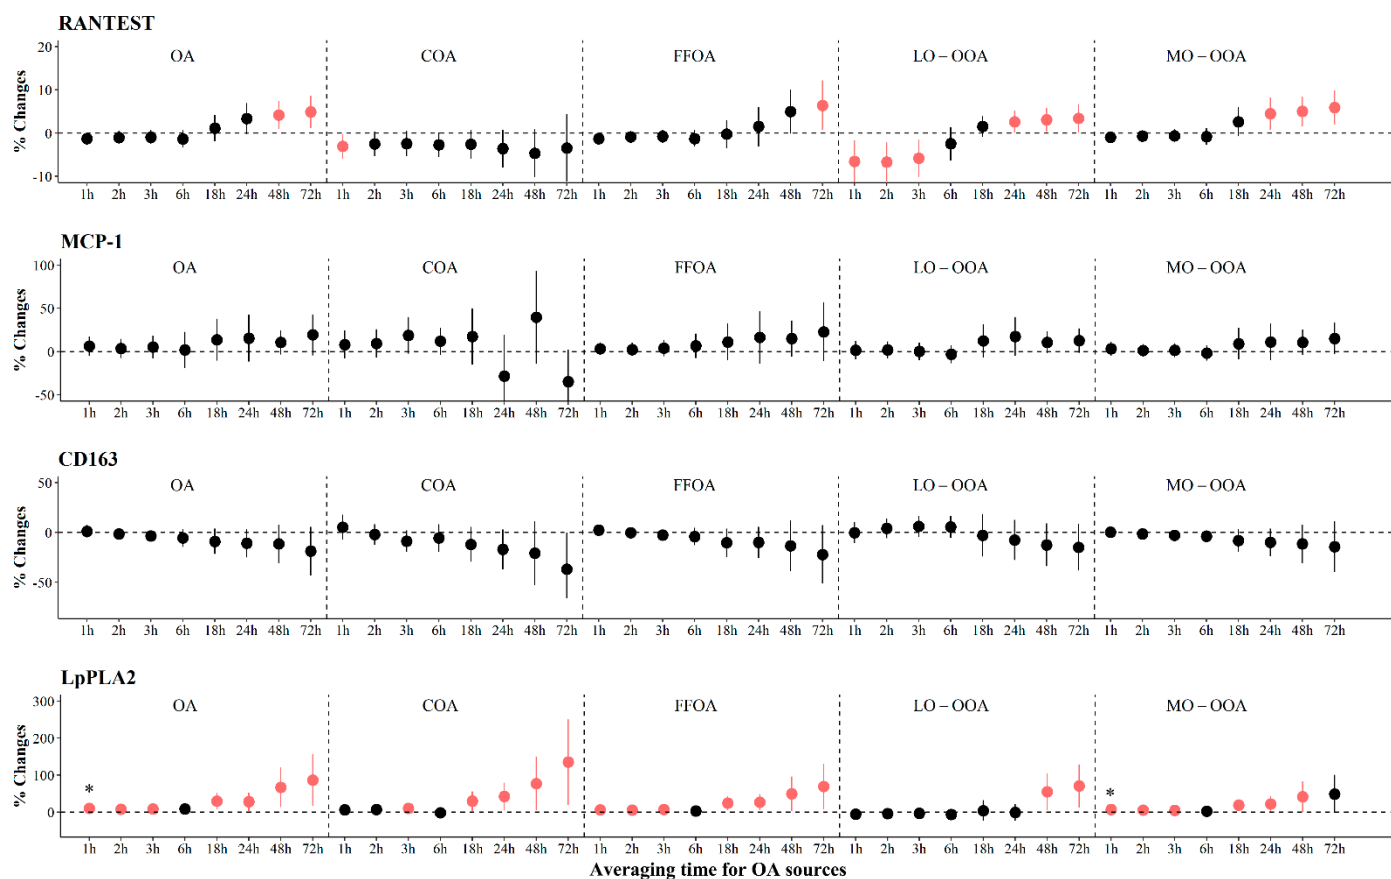 RANTEST
OA COA FFOA LO – OOA MO – OOA
% Changes
20
10
0
-10
1h 2h 3h 6h 18h 24h 48h 72h 1h 2h 3h 6h 18h 24h 48h 72h 1h 2h 3h 6h 18h 24h 48h 72h 1h 2h 3h 6h 18h 24h 48h 72h 1h 2h 3h 6h 18h 24h 48h 72h
MCP-1
OA COA FFOA LO – OOA MO – OOA
% Changes
100
50
0
-50
1h 2h 3h 6h 18h 24h 48h 72h 1h 2h 3h 6h 18h 24h 48h 72h 1h 2h 3h 6h 18h 24h 48h 72h 1h 2h 3h 6h 18h 24h 48h 72h 1h 2h 3h 6h 18h 24h 48h 72h
CD163
OA COA FFOA LO – OOA MO – OOA
% Changes
50
0
-50
1h 2h 3h 6h 18h 24h 48h 72h 1h 2h 3h 6h 18h 24h 48h 72h 1h 2h 3h 6h 18h 24h 48h 72h 1h 2h 3h 6h 18h 24h 48h 72h 1h 2h 3h 6h 18h 24h 48h 72h
LpPLA2
OA COA FFOA LO – OOA MO – OOA
% Changes
300
200
100
0
* *
1h 2h 3h 6h 18h 24h 48h 72h 1h 2h 3h 6h 18h 24h 48h 72h 1h 2h 3h 6h 18h 24h 48h 72h 1h 2h 3h 6h 18h 24h 48h 72h 1h 2h 3h 6h 18h 24h 48h 72h
Averaging time for OA sources